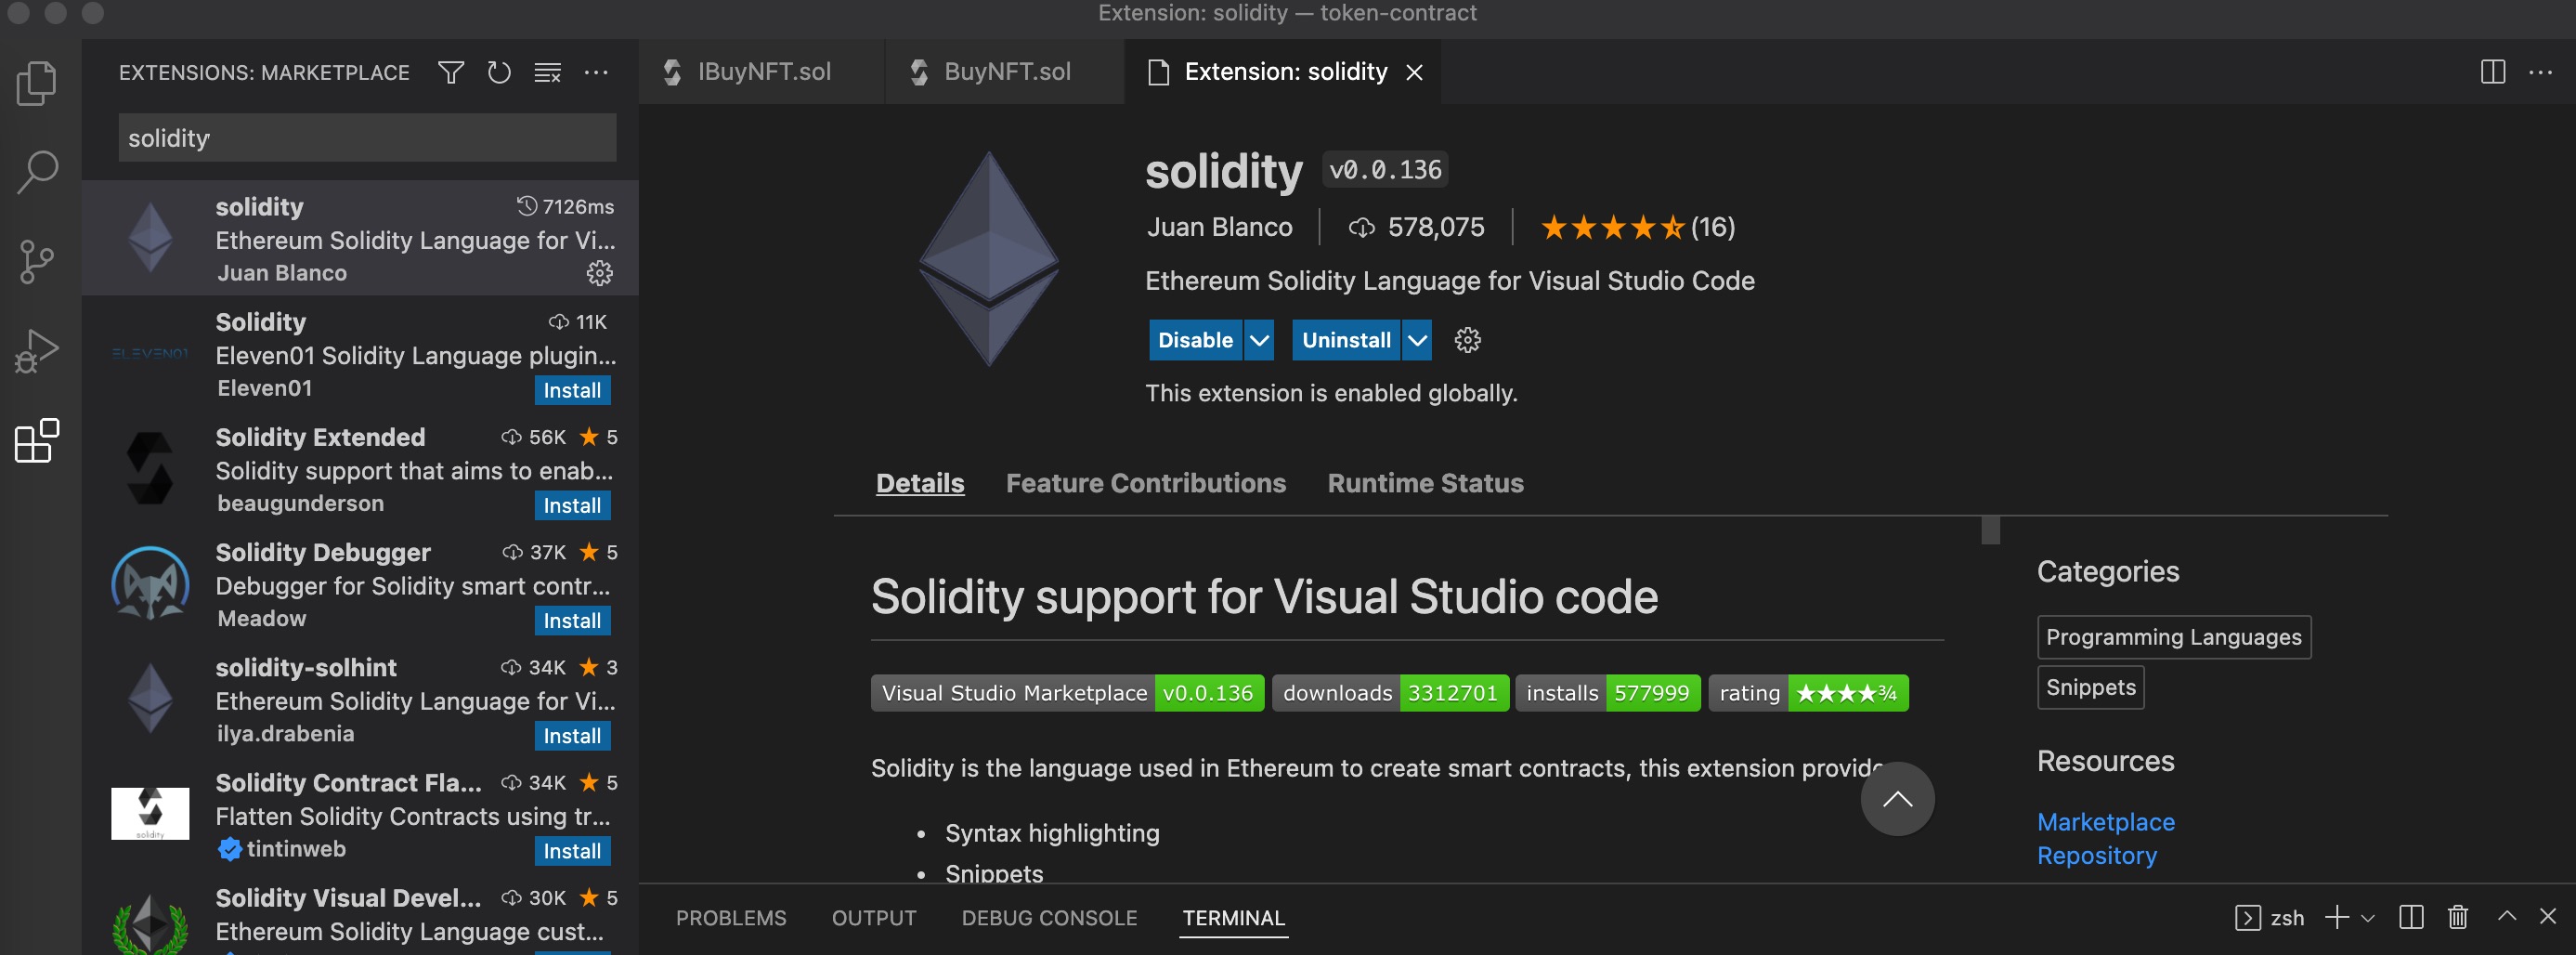 Extension: solidity — token-contract
EXTENSIONS: MARKETPLACE
solidity
solidity 7126ms
Ethereum Solidity Language for Vi...
Juan Blanco
Solidity 11K
ELEVEN01
Eleven01 Solidity Language plugin...
Eleven01 Install
Solidity Extended 56K ★ 5
Solidity support that aims to enab...
beaugunderson Install
Solidity Debugger 37K ★ 5
Debugger for Solidity smart contr...
Meadow Install
solidity-solhint 34K ★ 3
Ethereum Solidity Language for Vi...
ilya.drabenia Install
Solidity Contract Fla... 34K ★ 5
Flatten Solidity Contracts using tr...
solidity
tintinweb Install
Solidity Visual Devel... 30K ★ 5
Ethereum Solidity Language cust...
IBuyNFT.sol BuyNFT.sol Extension: solidity
solidity v0.0.136
Juan Blanco 578,075 (16)
Ethereum Solidity Language for Visual Studio Code
Disable Uninstall
This extension is enabled globally.
Details Feature Contributions Runtime Status
Solidity support for Visual Studio code
Visual Studio Marketplace v0.0.136 downloads 3312701 installs 577999 rating ★★★★¾
Solidity is the language used in Ethereum to create smart contracts, this extension provide
• Syntax highlighting
• Snippets
Categories
Programming Languages
Snippets
Resources
Marketplace
Repository
PROBLEMS OUTPUT DEBUG CONSOLE TERMINAL zsh